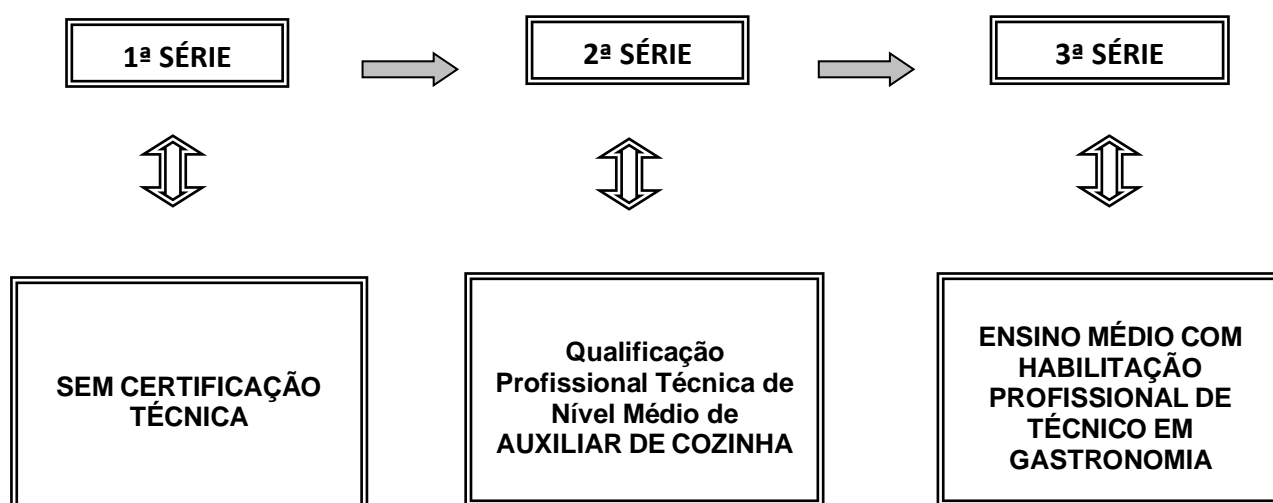 1ª SÉRIE
2ª SÉRIE
3ª SÉRIE
SEM CERTIFICAÇÃO
TÉCNICA
Qualificação
Profissional Técnica de
Nível Médio de
AUXILIAR DE COZINHA
ENSINO MÉDIO COM
HABILITAÇÃO
PROFISSIONAL DE
TÉCNICO EM
GASTRONOMIA